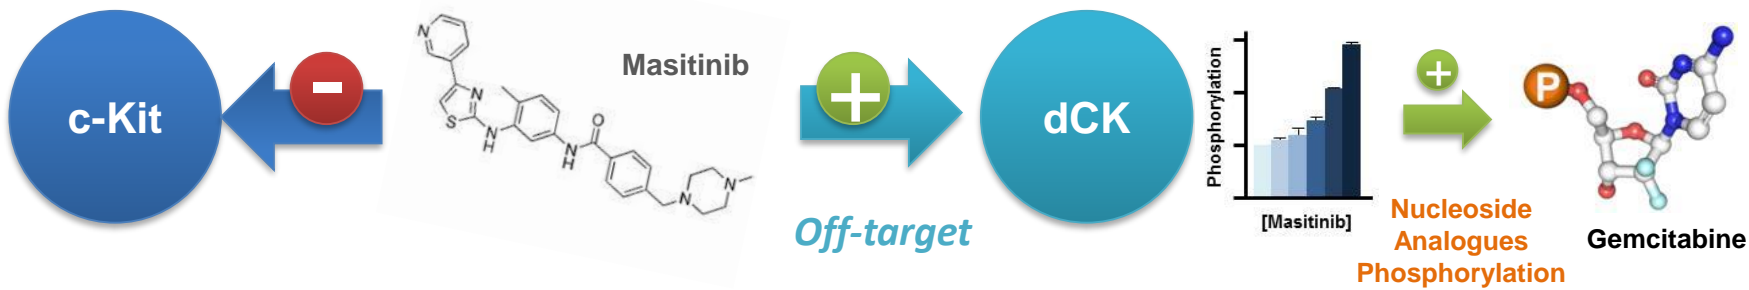 c-Kit
-
N
N
S
N
H
N
H
O
N
N
Masitinib
+
Off-target
dCK
Phosphorylation
[Masitinib]
+
Nucleoside
Analogues
Phosphorylation
P
Gemcitabine